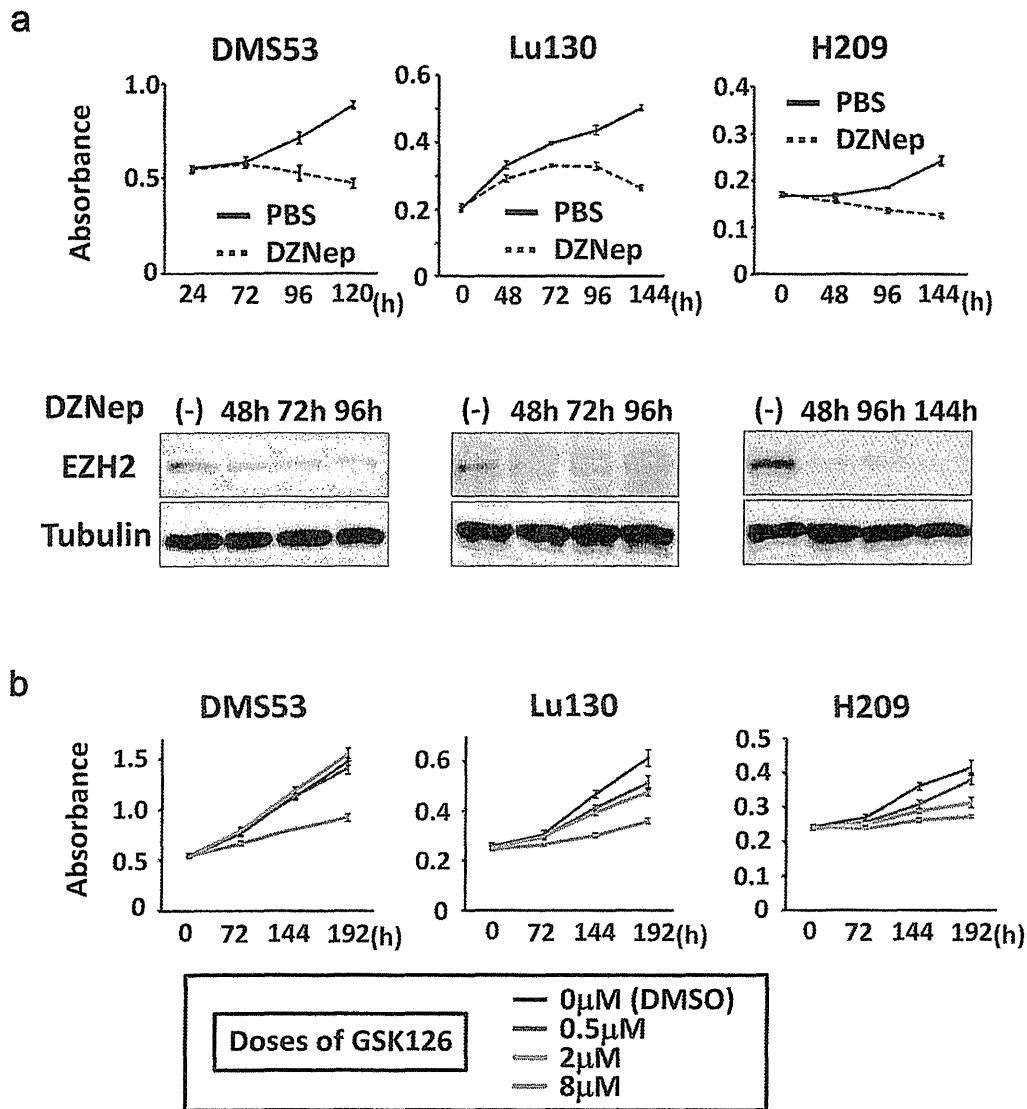 a
DMS53
Lu130
H209
Absorbance
1.0
0.5
0
PBS
DZNep
24 72 96 120 (h)
0.6
0.4
0.2
0
PBS
DZNep
0 48 72 96 144 (h)
0.4
0.3
0.2
0.1
0
PBS
DZNep
0 48 96 144 (h)
DZNep (-) 48h 72h 96h (-) 48h 72h 96h (-) 48h 96h 144h
EZH2
Tubulin
b
DMS53
Lu130
H209
Absorbance
1.5
1.0
0.5
0
0 72 144 192 (h)
0.6
0.4
0.2
0
0 72 144 192 (h)
0.5
0.4
0.3
0.2
0.1
0
0 72 144 192 (h)
Doses of GSK126
0μM (DMSO)
0.5μM
2μM
8μM